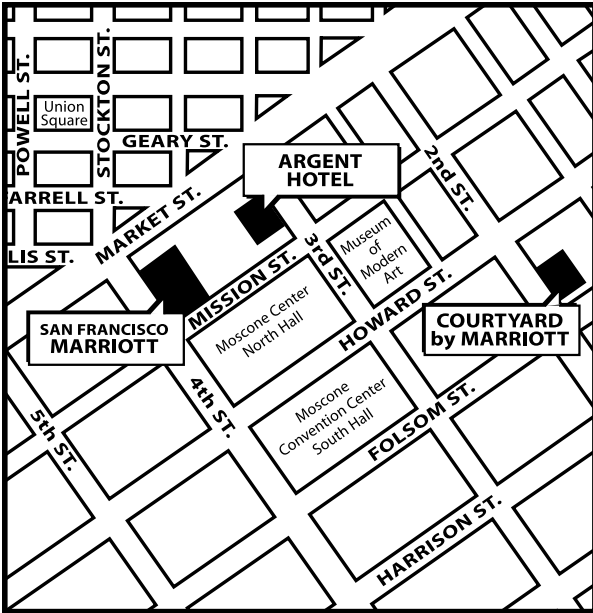 POWELL ST.
STOCKTON ST.
Union
Square
GEARY ST.
ARRELL ST.
LIS ST.
MARKET ST.
ARGENT
HOTEL
2nd ST.
3rd ST.
Museum
of
Modern
Art
MISSION ST.
SAN FRANCISCO
MARRIOTT
Moscone Center
North Hall
HOWARD ST.
COURTYARD
by MARRIOTT
4th ST.
5th ST.
Moscone
Convention Center
South Hall
FOLSOM ST.
HARRISON ST.